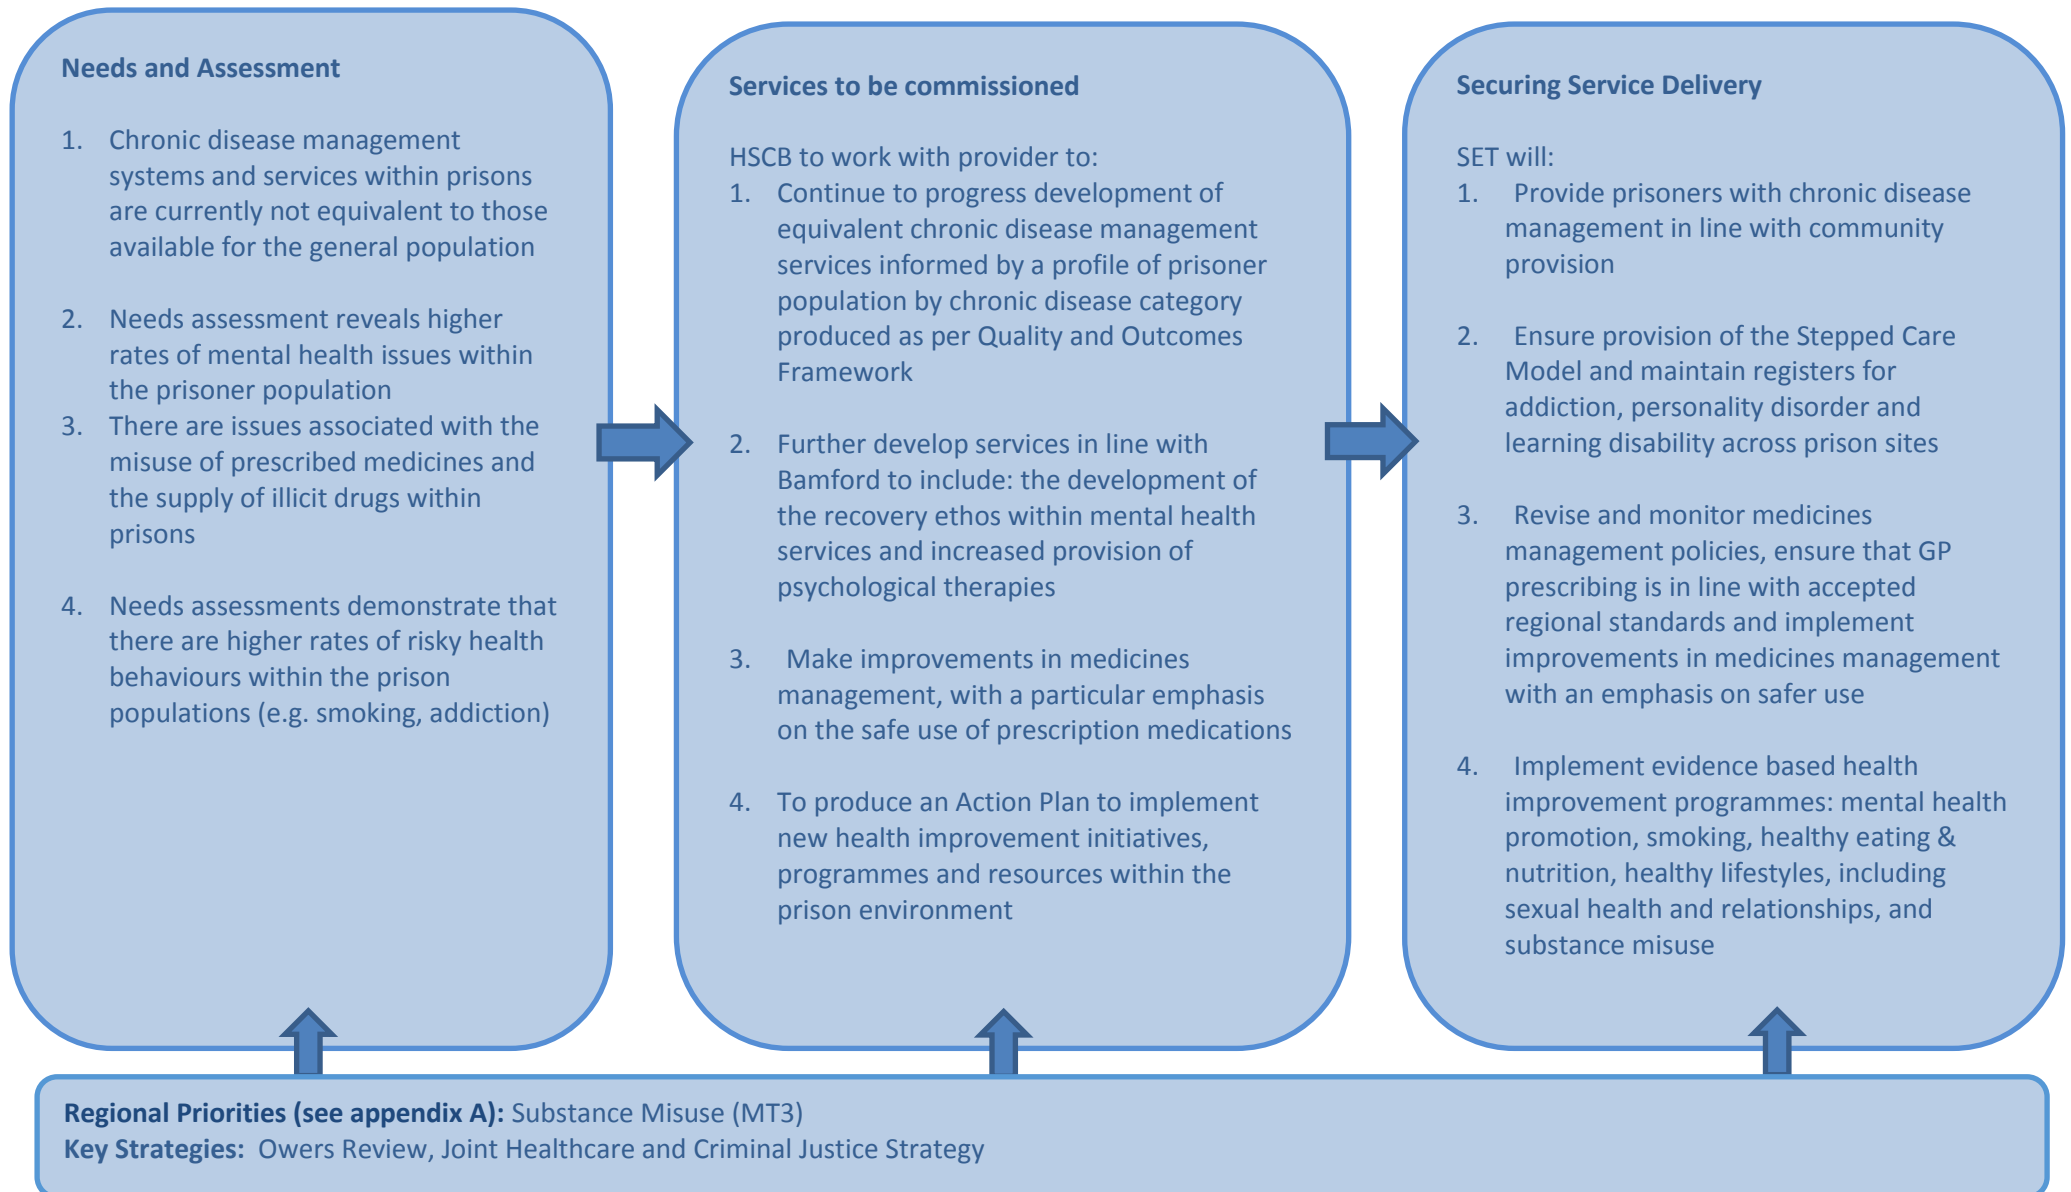 Needs and Assessment
1. Chronic disease management
systems and services within prisons
are currently not equivalent to those
available for the general population
2. Needs assessment reveals higher
rates of mental health issues within
the prisoner population
3. There are issues associated with the
misuse of prescribed medicines and
the supply of illicit drugs within
prisons
4. Needs assessments demonstrate that
there are higher rates of risky health
behaviours within the prison
populations (e.g. smoking, addiction)
Services to be commissioned
HSCB to work with provider to:
1. Continue to progress development of
equivalent chronic disease management
services informed by a profile of prisoner
population by chronic disease category
produced as per Quality and Outcomes
Framework
2. Further develop services in line with
Bamford to include: the development of
the recovery ethos within mental health
services and increased provision of
psychological therapies
3. Make improvements in medicines
management, with a particular emphasis
on the safe use of prescription medications
4. To produce an Action Plan to implement
new health improvement initiatives,
programmes and resources within the
prison environment
Securing Service Delivery
SET will:
1. Provide prisoners with chronic disease
management in line with community
provision
2. Ensure provision of the Stepped Care
Model and maintain registers for
addiction, personality disorder and
learning disability across prison sites
3. Revise and monitor medicines
management policies, ensure that GP
prescribing is in line with accepted
regional standards and implement
improvements in medicines management
with an emphasis on safer use
4. Implement evidence based health
improvement programmes: mental health
promotion, smoking, healthy eating &
nutrition, healthy lifestyles, including
sexual health and relationships, and
substance misuse
Regional Priorities (see appendix A): Substance Misuse (MT3)
Key Strategies: Owers Review, Joint Healthcare and Criminal Justice Strategy